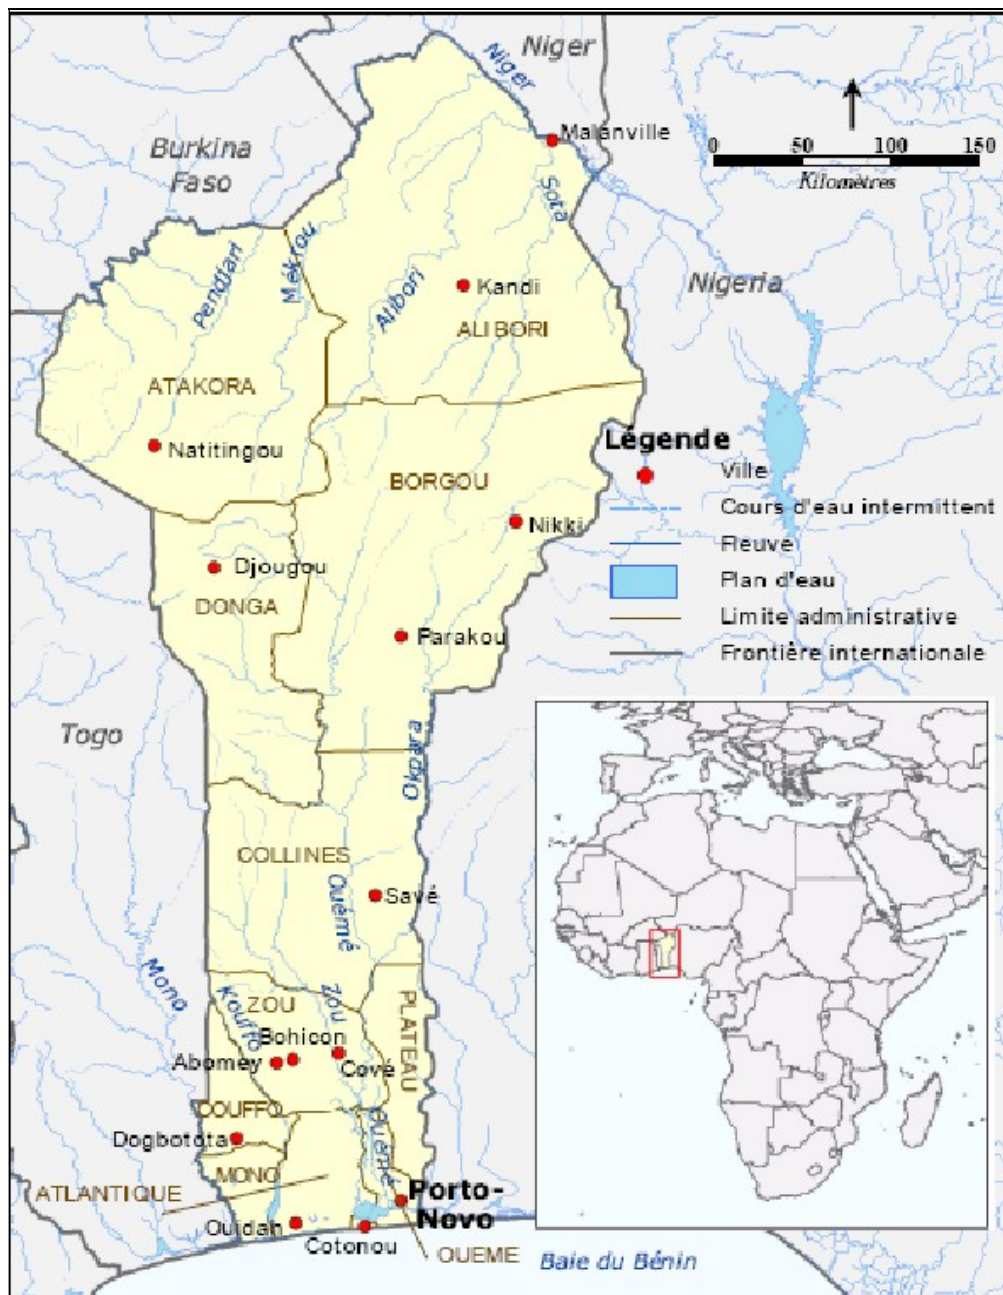 Niger
Niger
Malanville
Burkina
Faso
0 50 100 150
Kilomètres
Sota
Pendjari
Mékrou
Alibori
Kandi
ALIBORI
Nigeria
ATAKORA
Natitingou
BORGOU
Nikki
Légende
Ville
Cours d'eau intermittent
Fleuve
Plan d'eau
Limite administrative
Frontière internationale
Djougou
DONGA
Parakou
Togo
Okpara
COLLINES
Ouémé
Savé
Mono
Kouffo
ZOU
Zou
PLATEAU
Bohicon
Abomey
Cové
COUFFO
Dogbotota
Ouémé
MONO
ATLANTIQUE
Porto-
Novo
Ouidah
Cotonou
OUEME
Baie du Bénin